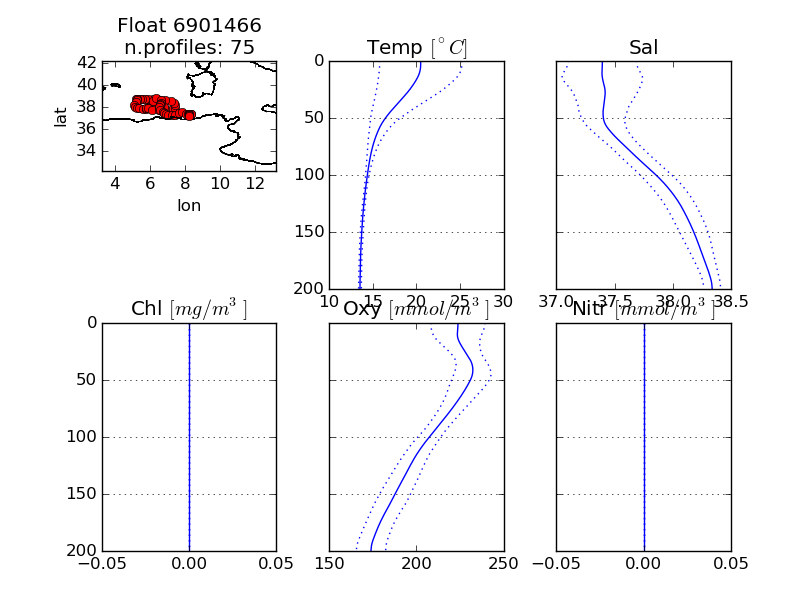 Float 6901466
n.profiles: 75
42
40
38
36
34
lat
4 6 8 10 12
lon
Temp [°C]
0
50
100
150
200
10 15 20 25 30
Sal
37.0 37.5 38.0 38.5
Chl [mg/m³]
0
50
100
150
200
−0.05 0.00 0.05
Oxy [mmol/m³]
150 200 250
Nitr [mmol/m³]
−0.05 0.00 0.05